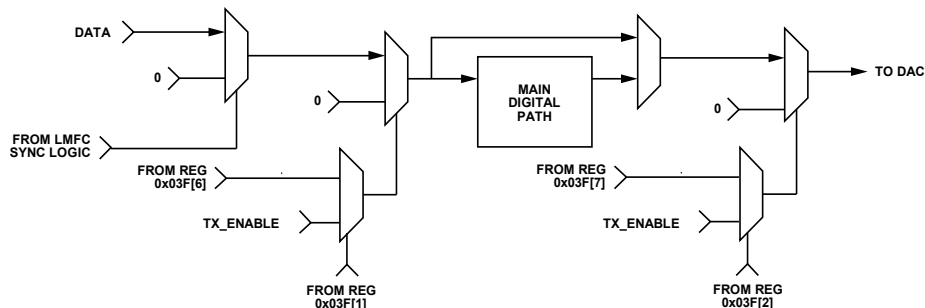 DATA
0
FROM LMFC
SYNC LOGIC
0
FROM REG
0x03F[6]
TX_ENABLE
FROM REG
0x03F[1]
MAIN
DIGITAL
PATH
TO DAC
0
FROM REG
0x03F[7]
TX_ENABLE
FROM REG
0x03F[2]